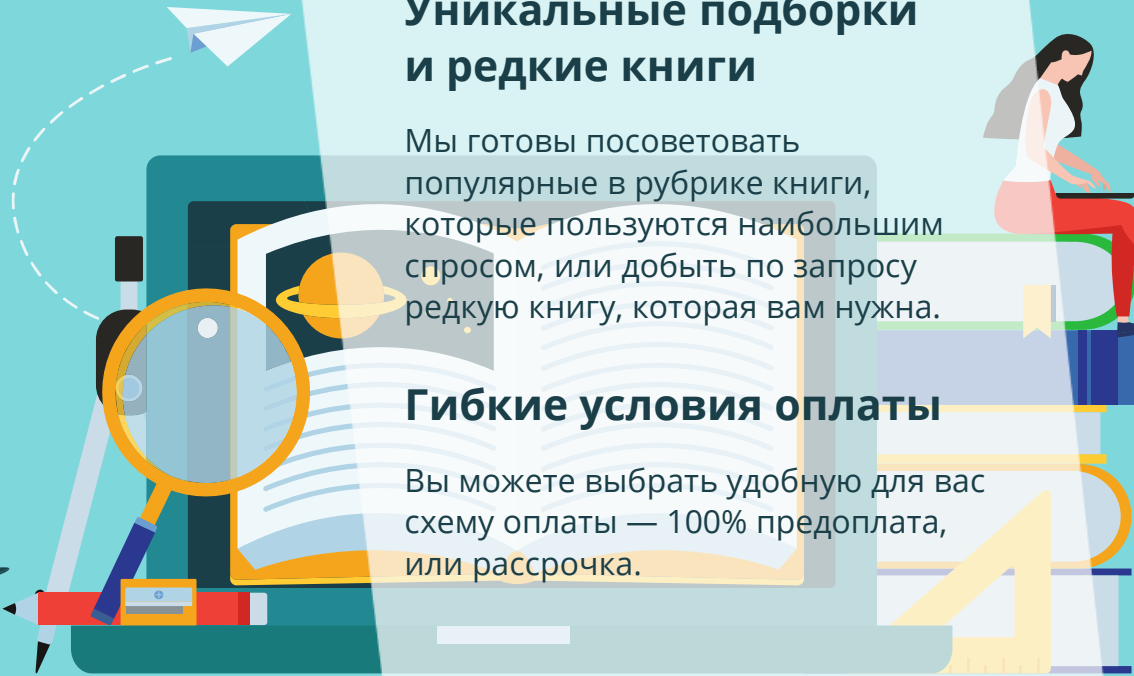 Уникальные подборки
и редкие книги
Мы готовы посоветовать
популярные в рубрике книги,
которые пользуются наибольшим
спросом, или добыть по запросу
редкую книгу, которая вам нужна.
Гибкие условия оплаты
Вы можете выбрать удобную для вас
схему оплаты — 100% предоплата,
или рассрочка.